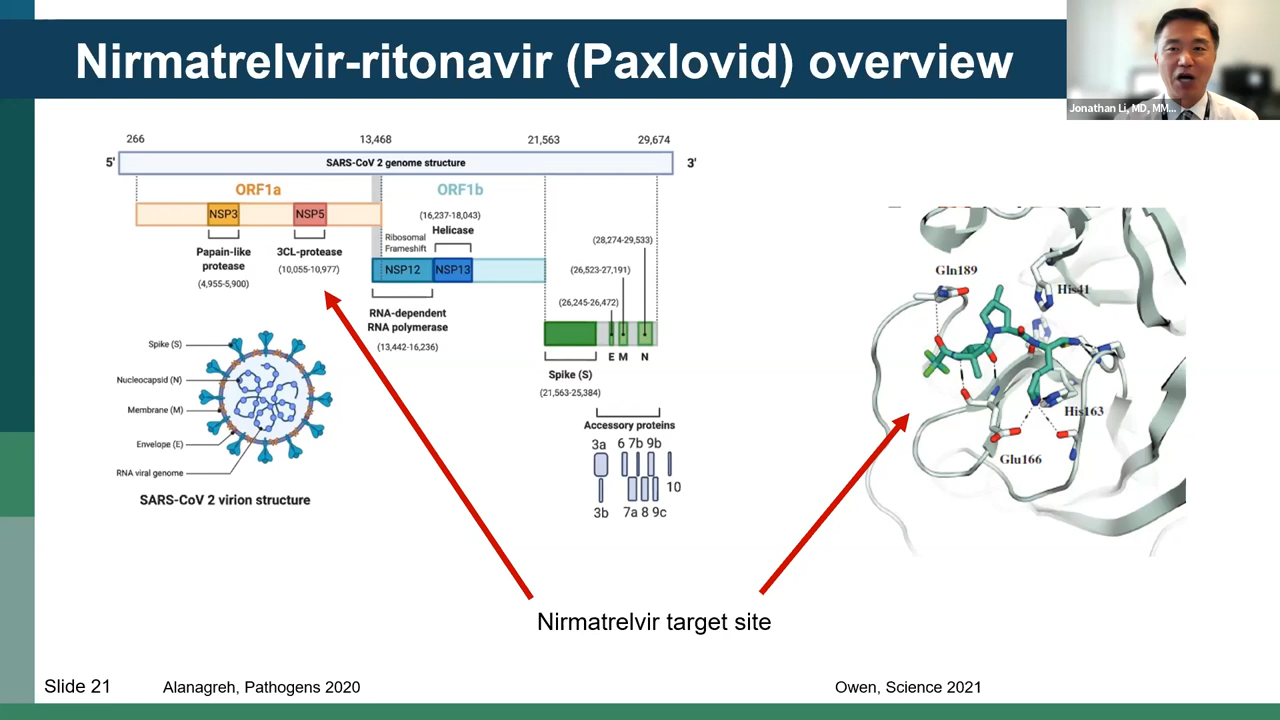 Nirmatrelvir-ritonavir (Paxlovid) overview
Jonathan Li, MD, MM...
266
13,468
21,563
29,674
5'
SARS-CoV 2 genome structure
3'
ORF1a
ORF1b
NSP3
NSP5
(16,237-18,043)
Helicase
Papain-like
protease
(4,955-5,900)
3CL-protease
(10,055-10,977)
Ribosomal
Frameshift
NSP12
NSP13
RNA-dependent
RNA polymerase
(13,442-16,236)
(28,274-29,533)
(26,523-27,191)
(26,245-26,472)
E M N
Spike (S)
(21,563-25,384)
Accessory proteins
3a
6 7b 9b
10
3b
7a 8 9c
Spike (S)
Nucleocapsid (N)
Membrane (M)
Envelope (E)
RNA viral genome
SARS-CoV 2 virion structure
Gln189
His41
His163
Glu166
Nirmatrelvir target site
Slide 21
Alanagreh, Pathogens 2020
Owen, Science 2021